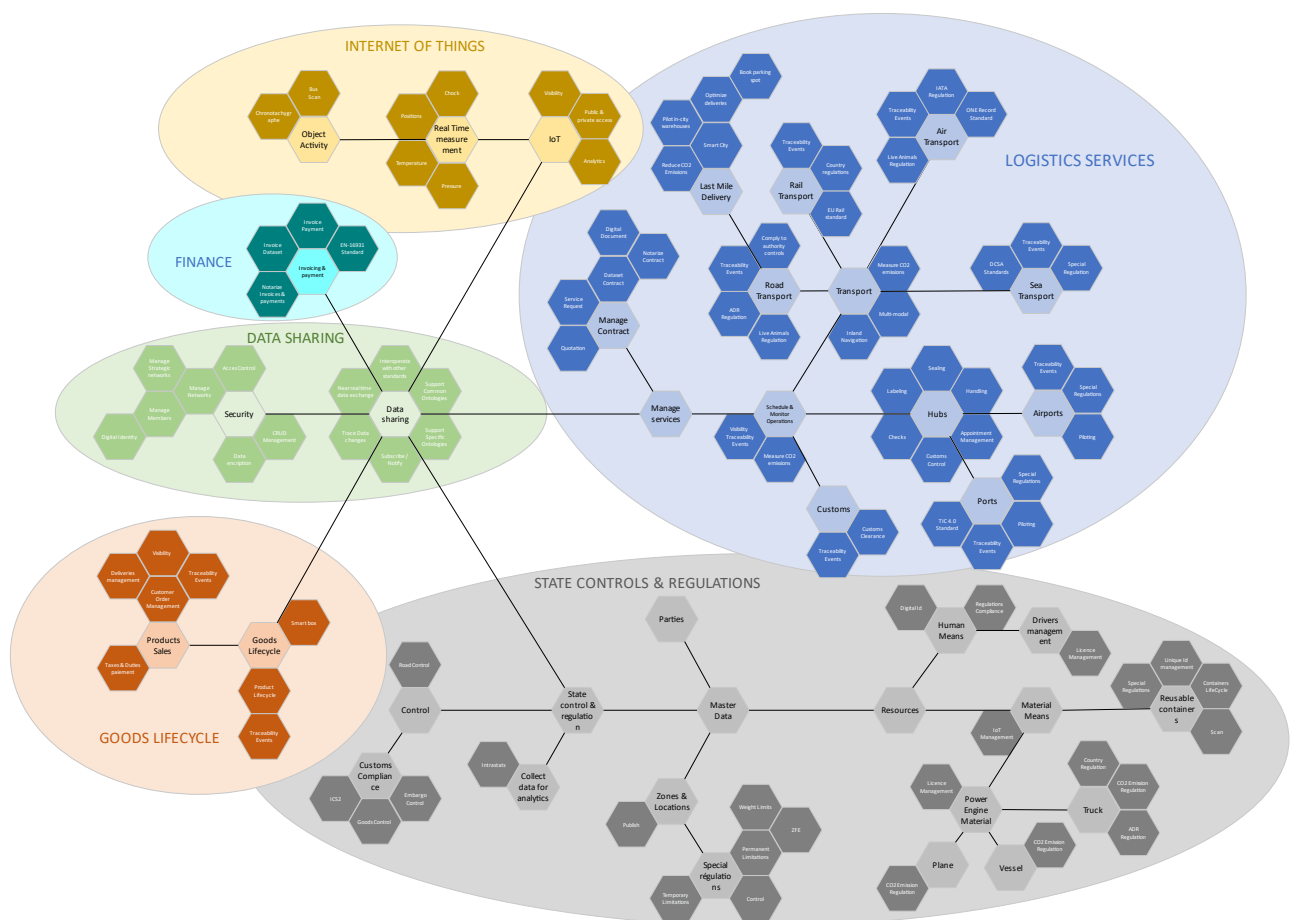 INTERNET OF THINGS
Bus
Scan
Chronotachygr
aphe
Object
Activity
Check
Positions
Real Time
measure
ment
Temperature
Pressure
Visibility
Public &
private access
IoT
Analytics
FINANCE
Invoice
Payment
Invoice
Dataset
EN-16931
Standard
Invoicing &
payment
Notarize
Invoices &
payments
DATA SHARING
Manage
Strategic
networks
Acces Control
Manage
Networks
Manage
Members
Security
Digital Identity
CRUD
Management
Data
encription
Interoperate
with other
standards
Near real time
data exchange
Support
Common
Ontologies
Data
sharing
Trace Data
changes
Support
Specific
Ontologies
Subscribe /
Notify
LOGISTICS SERVICES
Book parking
spot
Optimize
deliveries
Pilot in-city
warehouses
Smart City
Reduce CO2
Emissions
Last Mile
Delivery
Traceability
Events
Country
regulations
Rail
Transport
EU Rail
standard
IATA
Regulation
Traceability
Events
ONE Record
Standard
Air
Transport
Live Animals
Regulation
Digital
Document
Notarize
Contract
Dataset
Contract
Service
Request
Manage
Contract
Quotation
Comply to
authority
controls
Traceability
Events
Road
Transport
ADR
Regulation
Live Animals
Regulation
Measure CO2
emissions
Transport
Multi-modal
Inland
Navigation
Traceability
Events
DCSA
Standards
Special
Regulation
Sea
Transport
Manage
services
Schedule &
Monitor
Operations
Visibility
Traceability
Events
Measure CO2
emissions
Sealing
Labeling
Handling
Hubs
Checks
Appointment
Management
Customs
Control
Traceability
Events
Special
Regulations
Airports
Piloting
Customs
Customs
Clearance
Traceability
Events
Special
Regulations
Ports
TIC 4.0
Standard
Piloting
Traceability
Events
GOODS LIFECYCLE
Visibility
Deliveries
management
Traceability
Events
Customer
Order
Management
Products
Sales
Taxes & Duties
paiement
Smart box
Goods
Lifecycle
Product
Lifecycle
Traceability
Events
STATE CONTROLS & REGULATIONS
Road Control
Control
Customs
Complian
ce
ICS2
Embargo
Control
Goods Control
State
control &
regulatio
n
Intrastats
Collect
data for
analytics
Parties
Master
Data
Zones &
Locations
Publish
Weight Limits
ZFE
Permanent
Limitations
Special
régulatio
ns
Temporary
Limitations
Control
Resources
Digital Id
Regulations
Compliance
Human
Means
Drivers
managem
ent
Licence
Management
Material
Means
IoT
Management
Unique id
management
Special
Regulations
Containers
LifeCycle
Reusable
container
s
Scan
Licence
Management
Power
Engine
Material
Country
Regulation
CO2 Emission
Regulation
Truck
ADR
Regulation
Plane
CO2 Emission
Regulation
Vessel
CO2 Emission
Regulation